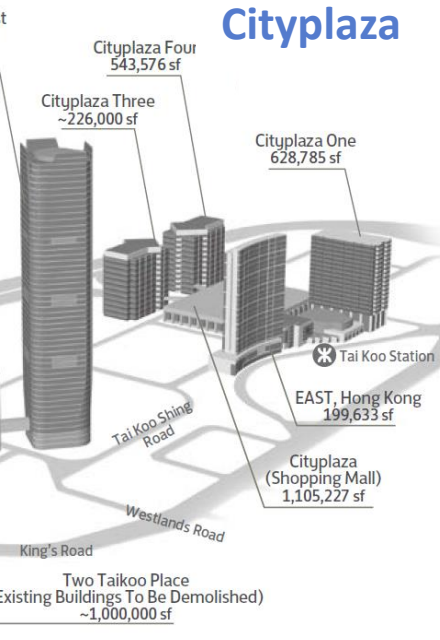 Cityplaza
st
Cityplaza Four
543,576 sf
Cityplaza Three
~226,000 sf
Cityplaza One
628,785 sf
Tai Koo Station
EAST, Hong Kong
199,633 sf
Tai Koo Shing
Road
Cityplaza
(Shopping Mall)
1,105,227 sf
Westlands Road
King's Road
Two Taikoo Place
Existing Buildings To Be Demolished)
~1,000,000 sf